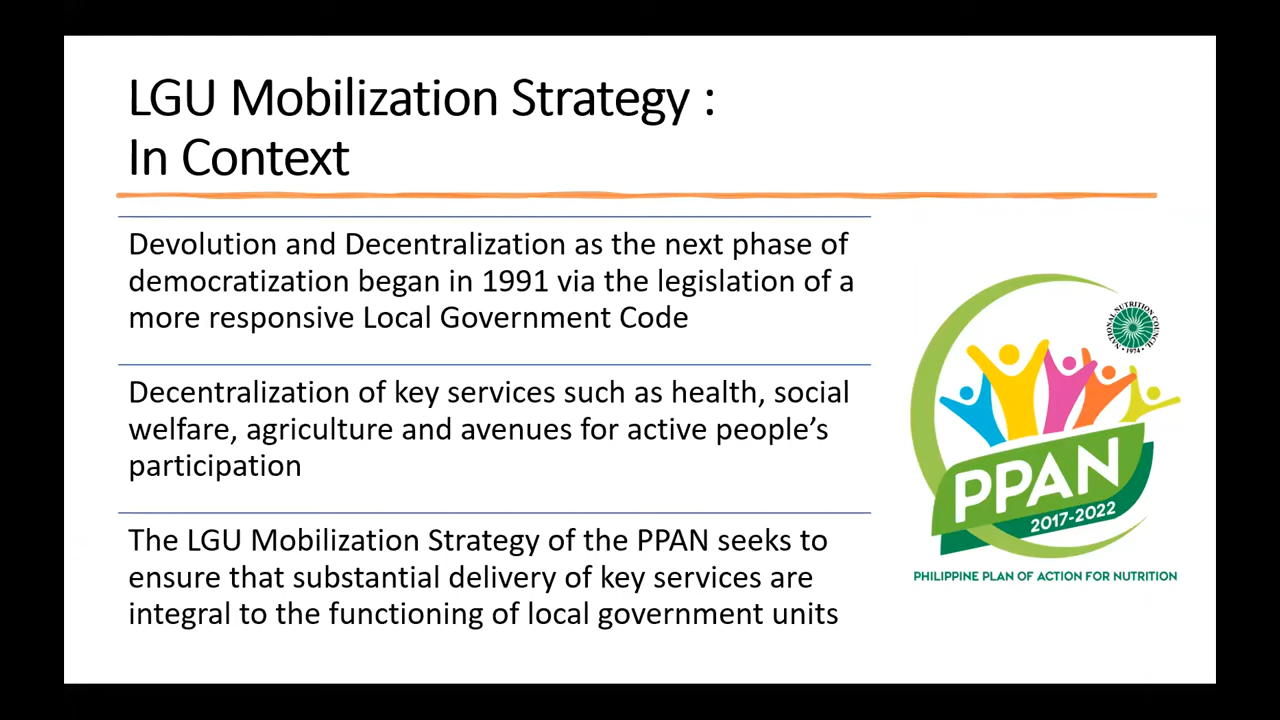 LGU Mobilization Strategy :
In Context
Devolution and Decentralization as the next phase of
democratization began in 1991 via the legislation of a
more responsive Local Government Code
Decentralization of key services such as health, social
welfare, agriculture and avenues for active people’s
participation
The LGU Mobilization Strategy of the PPAN seeks to
ensure that substantial delivery of key services are
integral to the functioning of local government units
NATIONAL NUTRITION COUNCIL
• 1974 •
PPAN
2017-2022
PHILIPPINE PLAN OF ACTION FOR NUTRITION